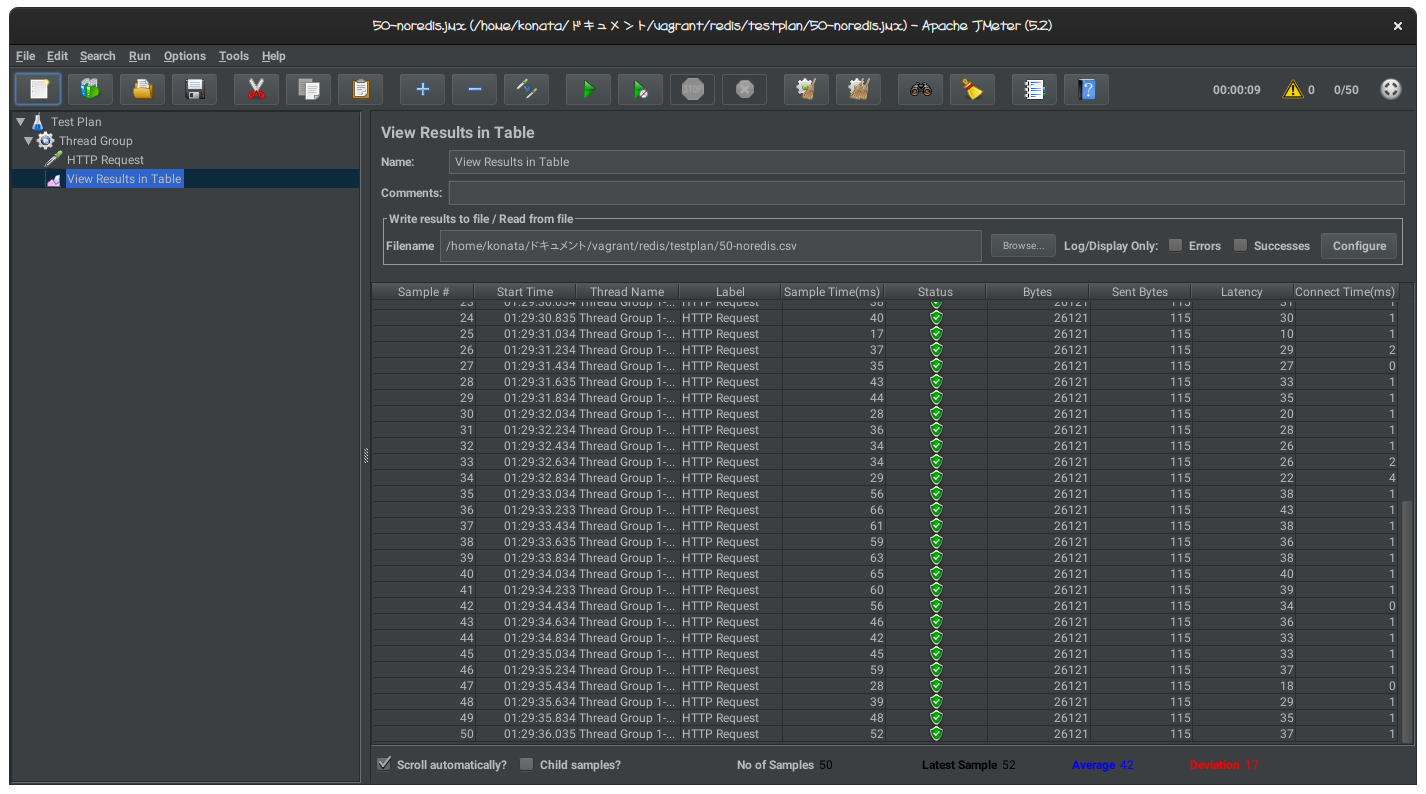 50-noredis.jmx (/home/konata/ドキュメント/vagrant/redis/testplan/50-noredis.jmx) - Apache JMeter (5.2)
File Edit Search Run Options Tools Help
STOP 00:00:09 0 0/50
Test Plan
Thread Group
HTTP Request
View Results in Table
View Results in Table
Name: View Results in Table
Comments:
Write results to file / Read from file
Filename /home/konata/ドキュメント/vagrant/redis/testplan/50-noredis.csv Browse... Log/Display Only: Errors Successes Configure
Sample # Start Time Thread Name Label Sample Time(ms) Status Bytes Sent Bytes Latency Connect Time(ms)
23 01:29:30.634 Thread Group 1-... HTTP Request 38 26121 115 31 1
24 01:29:30.835 Thread Group 1-... HTTP Request 40 26121 115 30 1
25 01:29:31.034 Thread Group 1-... HTTP Request 17 26121 115 10 1
26 01:29:31.234 Thread Group 1-... HTTP Request 37 26121 115 29 2
27 01:29:31.434 Thread Group 1-... HTTP Request 35 26121 115 27 0
28 01:29:31.635 Thread Group 1-... HTTP Request 43 26121 115 33 1
29 01:29:31.834 Thread Group 1-... HTTP Request 44 26121 115 35 1
30 01:29:32.034 Thread Group 1-... HTTP Request 28 26121 115 20 1
31 01:29:32.234 Thread Group 1-... HTTP Request 36 26121 115 28 1
32 01:29:32.434 Thread Group 1-... HTTP Request 34 26121 115 26 1
33 01:29:32.634 Thread Group 1-... HTTP Request 34 26121 115 26 2
34 01:29:32.834 Thread Group 1-... HTTP Request 29 26121 115 22 4
35 01:29:33.034 Thread Group 1-... HTTP Request 56 26121 115 38 1
36 01:29:33.233 Thread Group 1-... HTTP Request 66 26121 115 43 1
37 01:29:33.434 Thread Group 1-... HTTP Request 61 26121 115 38 1
38 01:29:33.635 Thread Group 1-... HTTP Request 59 26121 115 36 1
39 01:29:33.834 Thread Group 1-... HTTP Request 63 26121 115 38 1
40 01:29:34.034 Thread Group 1-... HTTP Request 65 26121 115 40 1
41 01:29:34.233 Thread Group 1-... HTTP Request 60 26121 115 39 1
42 01:29:34.434 Thread Group 1-... HTTP Request 56 26121 115 34 0
43 01:29:34.634 Thread Group 1-... HTTP Request 46 26121 115 36 1
44 01:29:34.834 Thread Group 1-... HTTP Request 42 26121 115 33 1
45 01:29:35.034 Thread Group 1-... HTTP Request 45 26121 115 33 1
46 01:29:35.234 Thread Group 1-... HTTP Request 59 26121 115 37 1
47 01:29:35.434 Thread Group 1-... HTTP Request 28 26121 115 18 0
48 01:29:35.634 Thread Group 1-... HTTP Request 39 26121 115 29 1
49 01:29:35.834 Thread Group 1-... HTTP Request 48 26121 115 35 1
50 01:29:36.035 Thread Group 1-... HTTP Request 52 26121 115 37 1
Scroll automatically? Child samples? No of Samples 50 Latest Sample 52 Average 42 Deviation 17